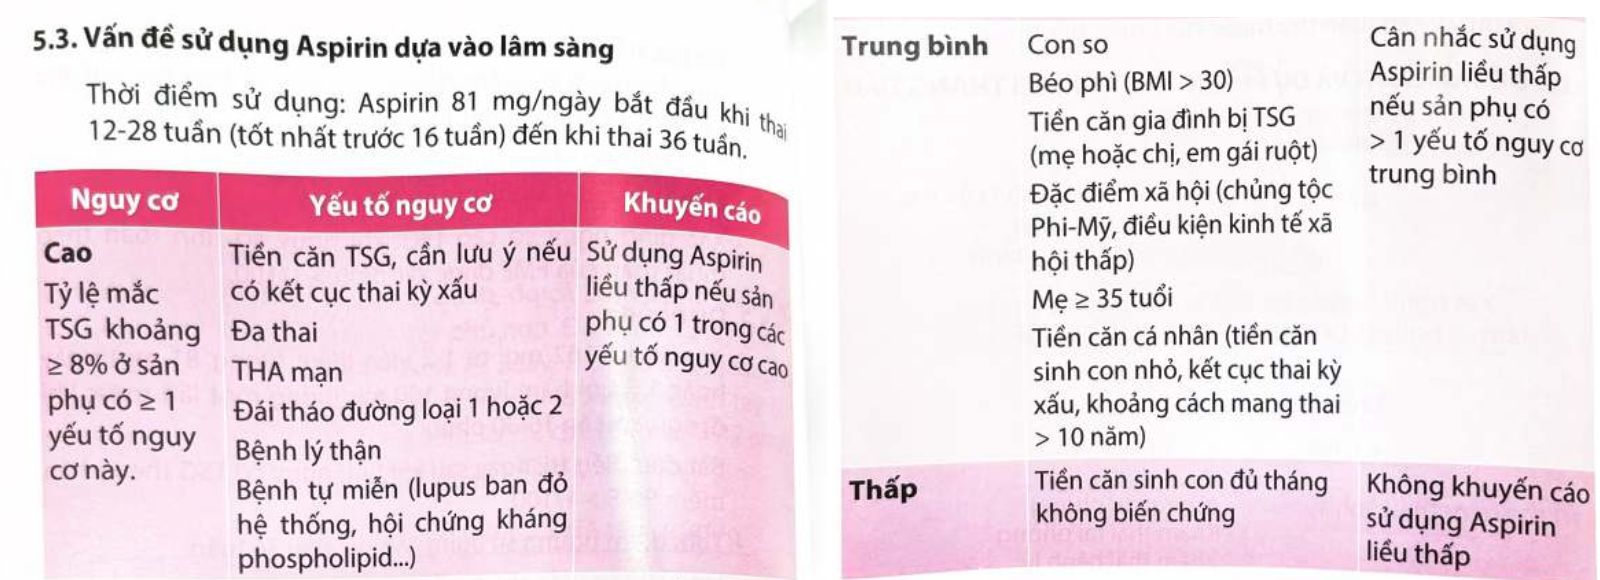 5.3. Vấn đề sử dụng Aspirin dựa vào lâm sàng
Thời điểm sử dụng: Aspirin 81 mg/ngày bắt đầu khi thai
12-28 tuần (tốt nhất trước 16 tuần) đến khi thai 36 tuần.
Nguy cơ
Yếu tố nguy cơ
Khuyến cáo
Cao
Tỷ lệ mắc
TSG khoảng
≥ 8% ở sản
phụ có ≥ 1
yếu tố nguy
cơ này.
Tiền căn TSG, cần lưu ý nếu
có kết cục thai kỳ xấu
Đa thai
THA mạn
Đái tháo đường loại 1 hoặc 2
Bệnh lý thận
Bệnh tự miễn (lupus ban đỏ
hệ thống, hội chứng kháng
phospholipid...)
Sử dụng Aspirin
liều thấp nếu sản
phụ có 1 trong các
yếu tố nguy cơ cao
Trung bình
Con so
Béo phì (BMI > 30)
Tiền căn gia đình bị TSG
(mẹ hoặc chị, em gái ruột)
Đặc điểm xã hội (chủng tộc
Phi-Mỹ, điều kiện kinh tế xã
hội thấp)
Mẹ ≥ 35 tuổi
Tiền căn cá nhân (tiền căn
sinh con nhỏ, kết cục thai kỳ
xấu, khoảng cách mang thai
> 10 năm)
Cân nhắc sử dụng
Aspirin liều thấp
nếu sản phụ có
> 1 yếu tố nguy cơ
trung bình
Thấp
Tiền căn sinh con đủ tháng
không biến chứng
Không khuyến cáo
sử dụng Aspirin
liều thấp